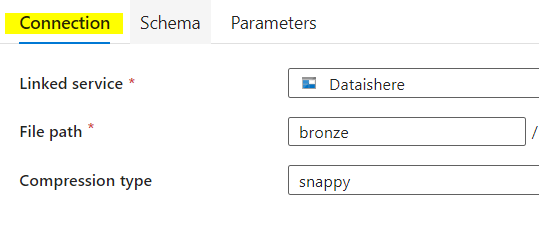 Connection Schema Parameters
Linked service * Dataishere
File path * bronze /
Compression type snappy